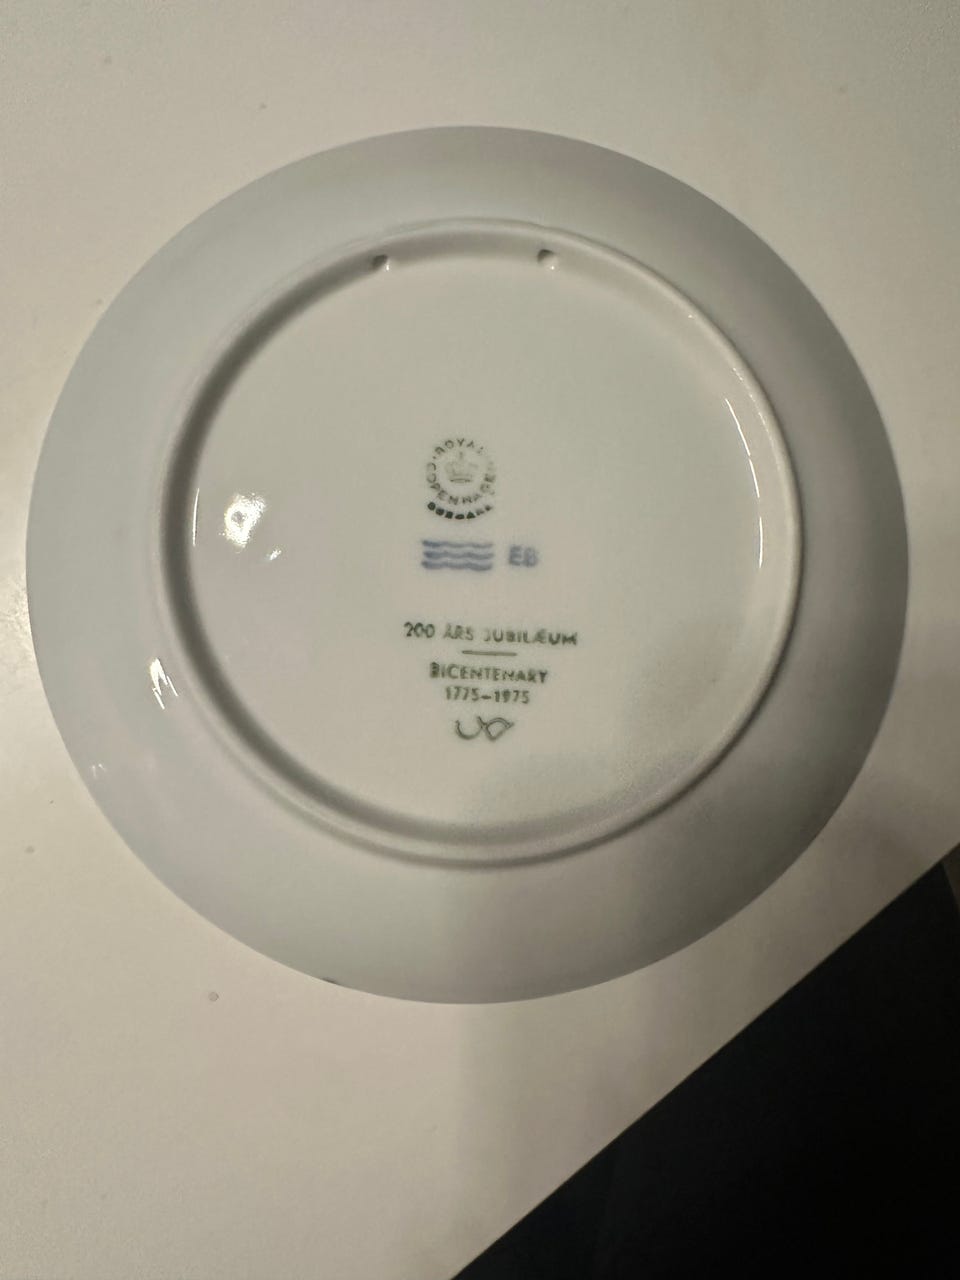 ROYAL COPENHAGEN
DENMARK
EB
200 ÅRS JUBILÆUM
BICENTENARY
1775–1975